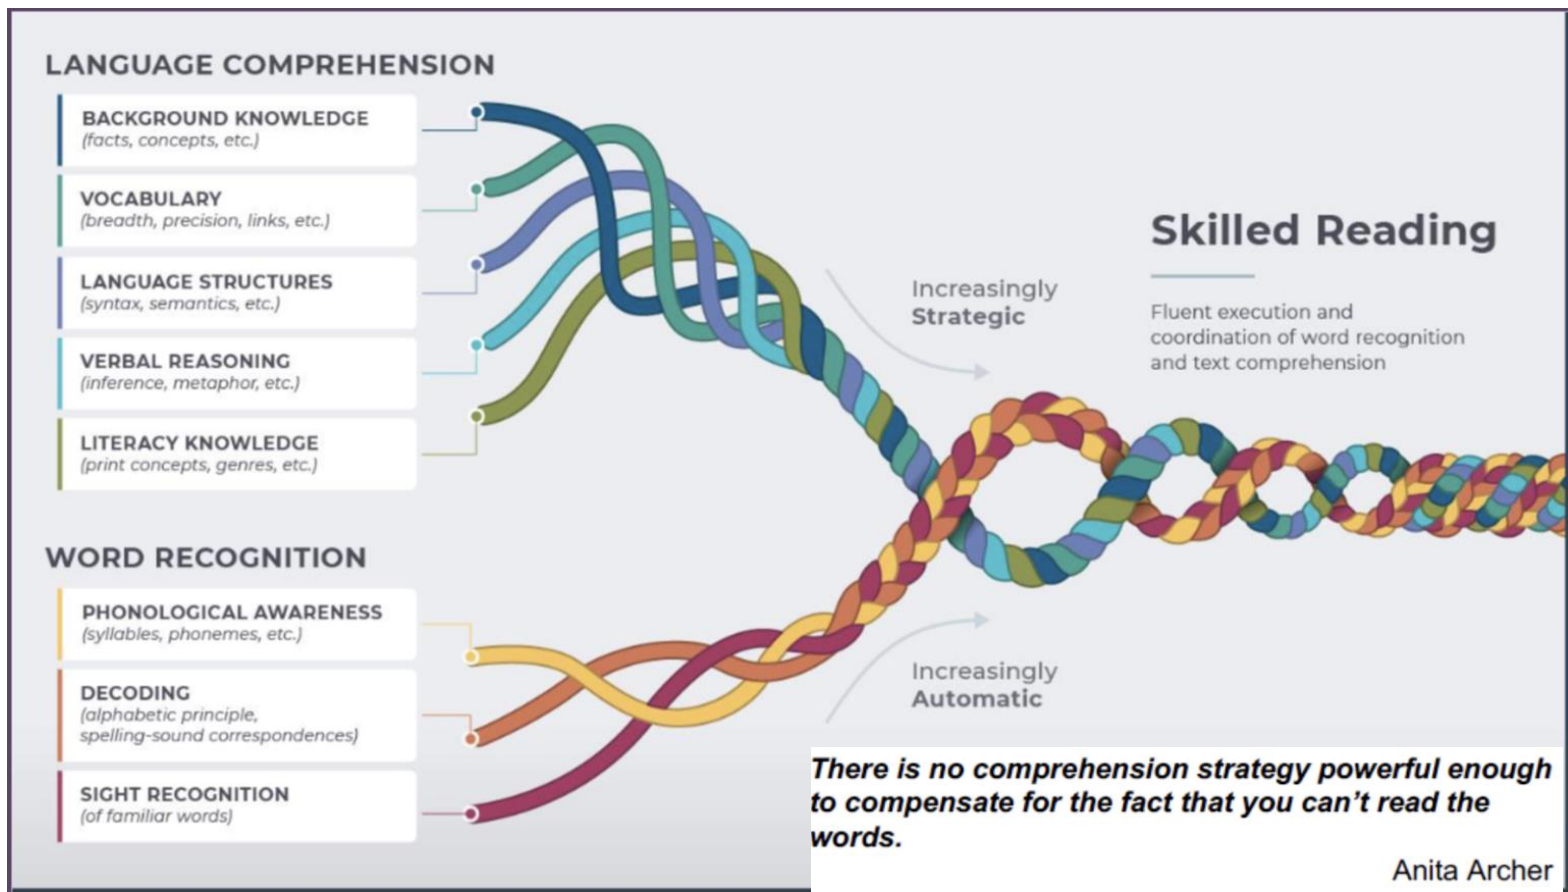 LANGUAGE COMPREHENSION
BACKGROUND KNOWLEDGE
(facts, concepts, etc.)
VOCABULARY
(breadth, precision, links, etc.)
LANGUAGE STRUCTURES
(syntax, semantics, etc.)
VERBAL REASONING
(inference, metaphor, etc.)
LITERACY KNOWLEDGE
(print concepts, genres, etc.)
WORD RECOGNITION
PHONOLOGICAL AWARENESS
(syllables, phonemes, etc.)
DECODING
(alphabetic principle,
spelling-sound correspondences)
SIGHT RECOGNITION
(of familiar words)
Increasingly
Strategic
Increasingly
Automatic
Skilled Reading
Fluent execution and
coordination of word recognition
and text comprehension
There is no comprehension strategy powerful enough
to compensate for the fact that you can’t read the
words.
Anita Archer